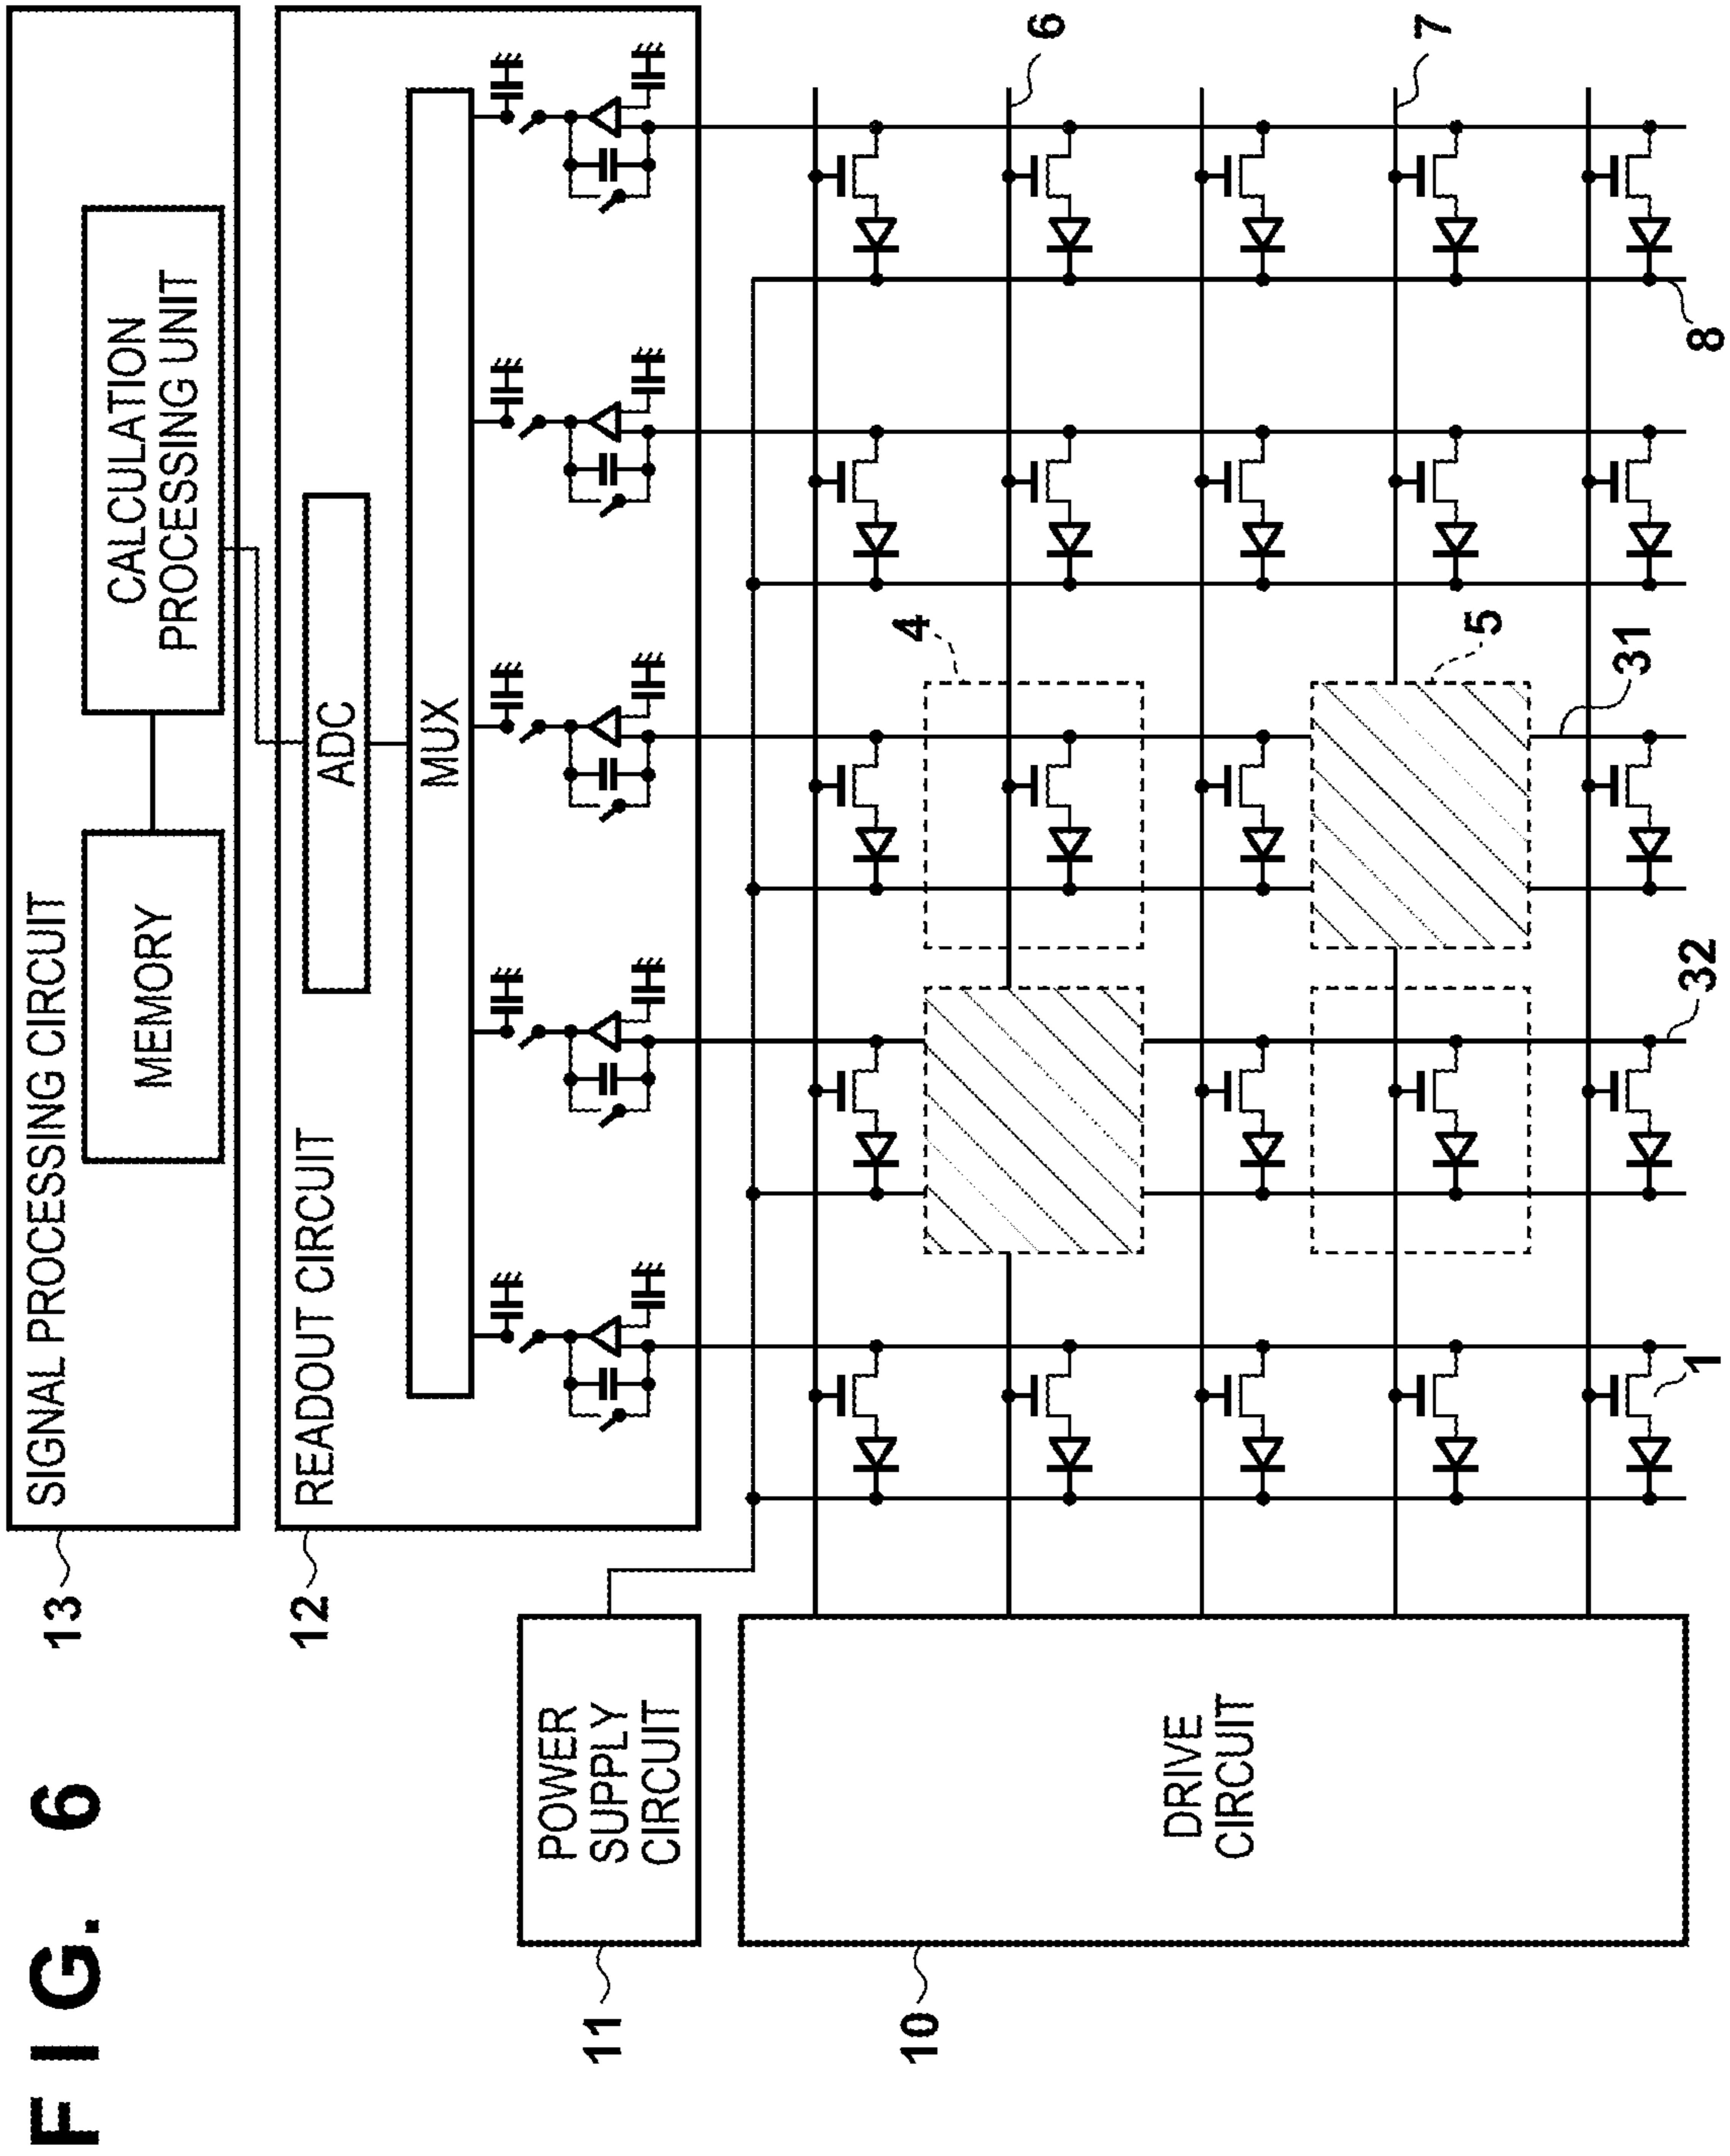 FIG. 6
13
SIGNAL PROCESSING CIRCUIT
MEMORY
CALCULATION
PROCESSING UNIT
12
READOUT CIRCUIT
ADC
MUX
11
POWER
SUPPLY
CIRCUIT
10
DRIVE
CIRCUIT
4
6
5
7
31
32
8
1